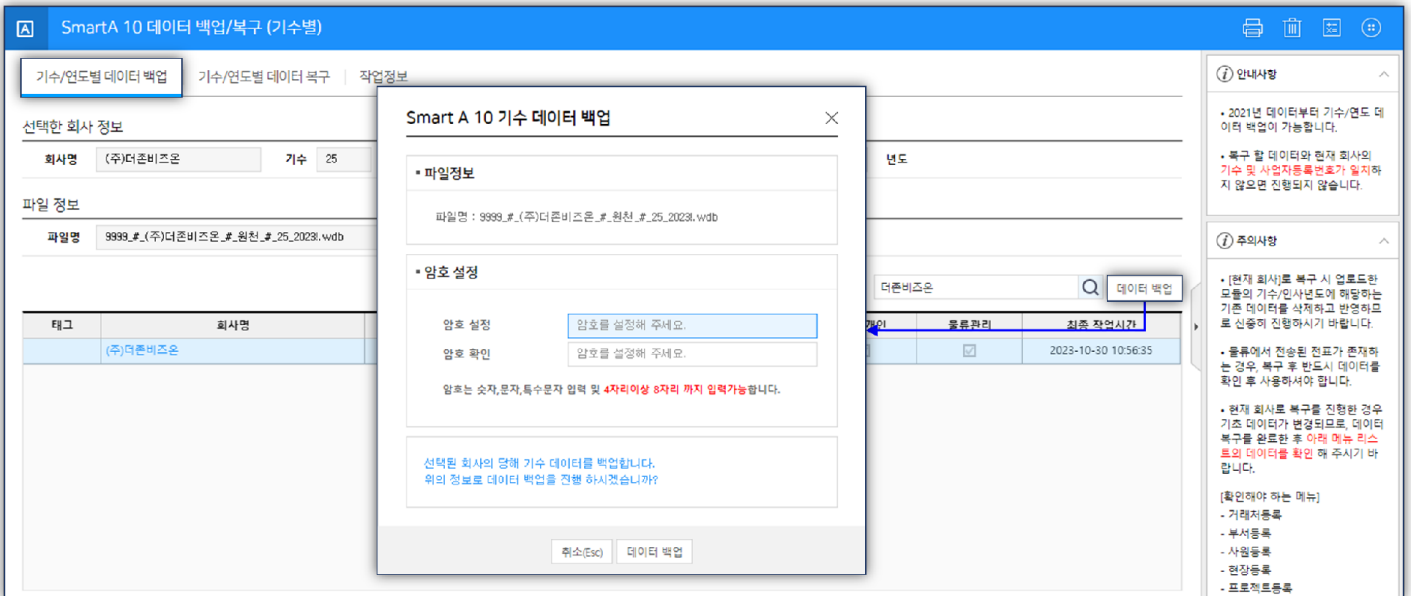 SmartA 10 데이터 백업/복구 (기수별)
기수/연도별 데이터 백업
기수/연도별 데이터 복구
작업정보
선택한 회사 정보
회사명 (주)더존비즈온 기수 25
년도
파일 정보
파일명 9999_#_(주)더존비즈온_#_원천_#_25_2023I.wdb
더존비즈온
데이터 백업
태그 회사명 개인 물류관리 최종 작업시간
(주)더존비즈온 2023-10-30 10:56:35
Smart A 10 기수 데이터 백업
▪ 파일정보
파일명 : 9999_#_(주)더존비즈온_#_원천_#_25_2023I.wdb
▪ 암호 설정
암호 설정 암호를 설정해 주세요.
암호 확인 암호를 설정해 주세요.
암호는 숫자,문자,특수문자 입력 및 4자리이상 8자리 까지 입력가능합니다.
선택된 회사의 당해 기수 데이터를 백업합니다.
위의 정보로 데이터 백업을 진행 하시겠습니까?
취소(Esc) 데이터 백업
안내사항
• 2021년 데이터부터 기수/연도 데
이터 백업이 가능합니다.
• 복구 할 데이터와 현재 회사의
기수 및 사업자등록번호가 일치하
지 않으면 진행되지 않습니다.
주의사항
• [현재 회사]로 복구 시 업로드한
모듈의 기수/인사년도에 해당하는
기존 데이터를 삭제하고 반영하므
로 신중히 진행하시기 바랍니다.
• 물류에서 전송된 전표가 존재하
는 경우, 복구 후 반드시 데이터를
확인 후 사용하셔야 합니다.
• 현재 회사로 복구를 진행한 경우
기초 데이터가 변경되므로, 데이터
복구를 완료한 후 아래 메뉴 리스
트의 데이터를 확인 해 주시기 바
랍니다.
[확인해야 하는 메뉴]
- 거래처등록
- 부서등록
- 사원등록
- 현장등록
- 프로젝트등록